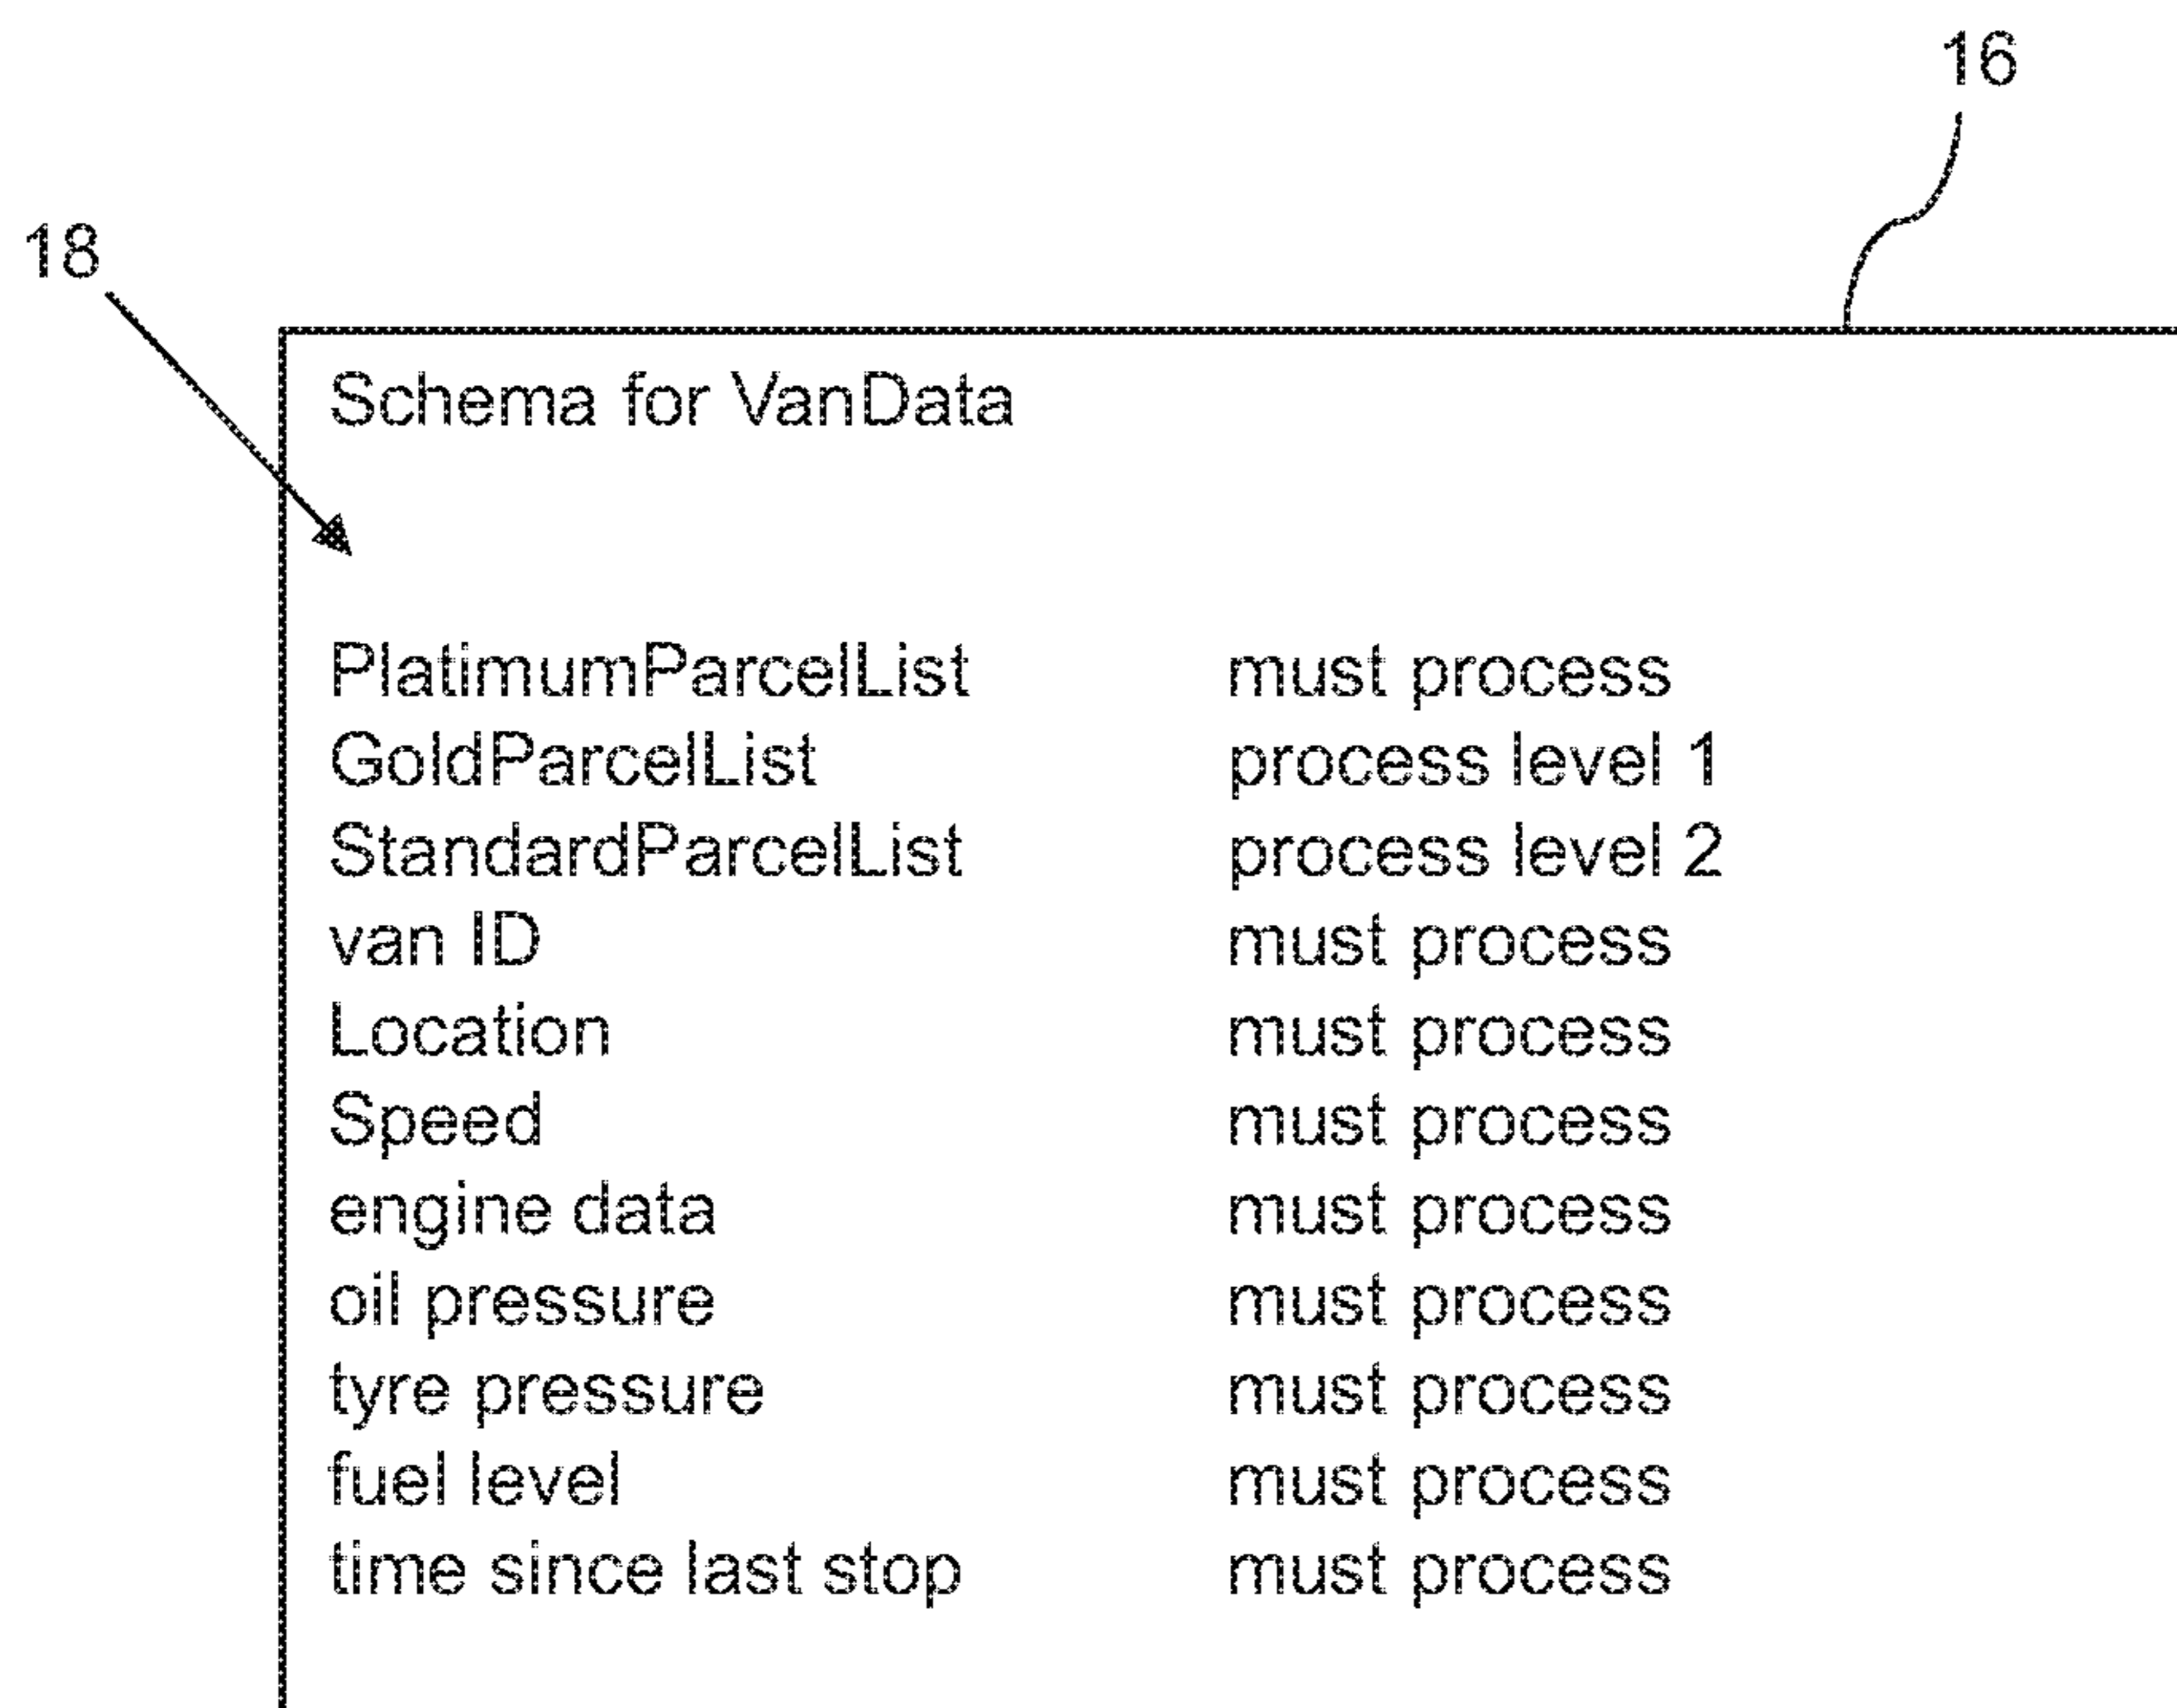 16
18
Schema for VanData
PlatimumParcelList must process
GoldParcelList process level 1
StandardParcelList process level 2
van ID must process
Location must process
Speed must process
engine data must process
oil pressure must process
tyre pressure must process
fuel level must process
time since last stop must process